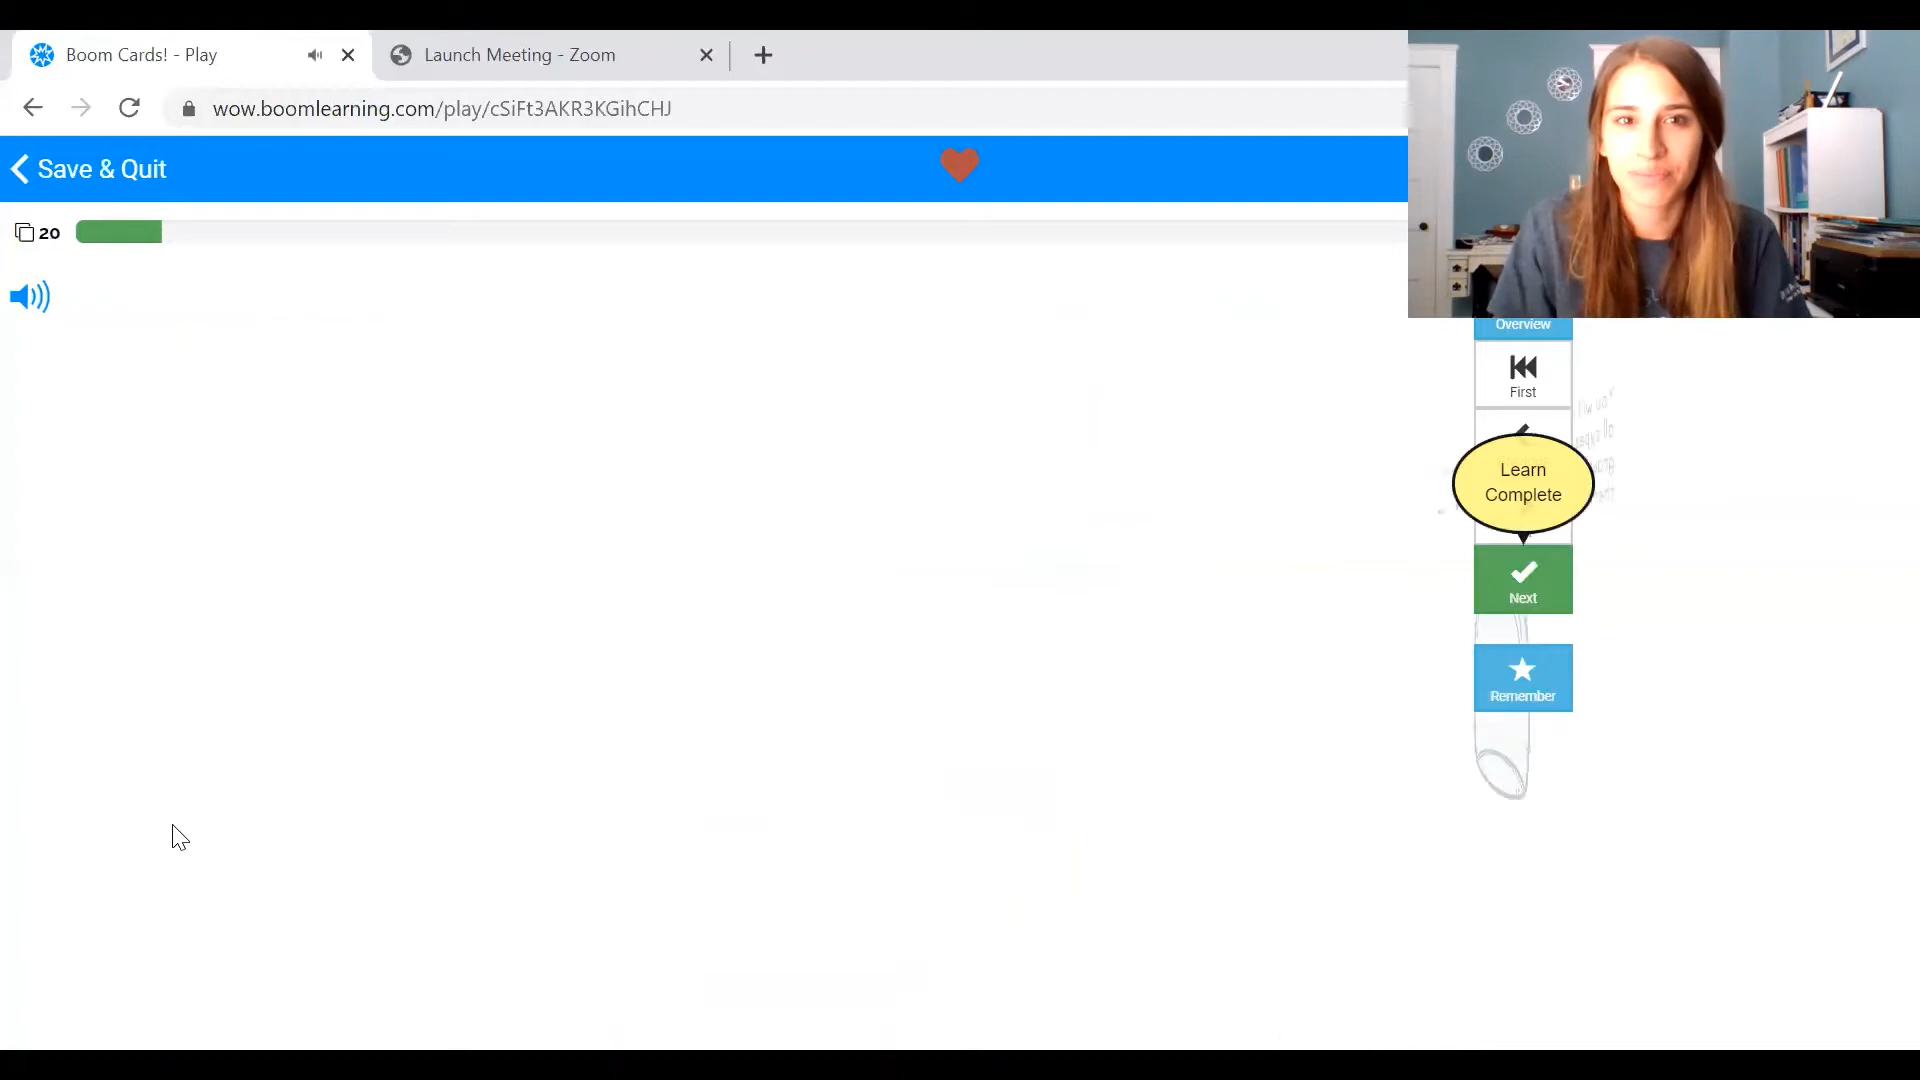 Boom Cards! - Play
Launch Meeting - Zoom
wow.boomlearning.com/play/cSiFt3AKR3KGihCHJ
Save & Quit
20
Overview
First
Learn
Complete
Next
Remember